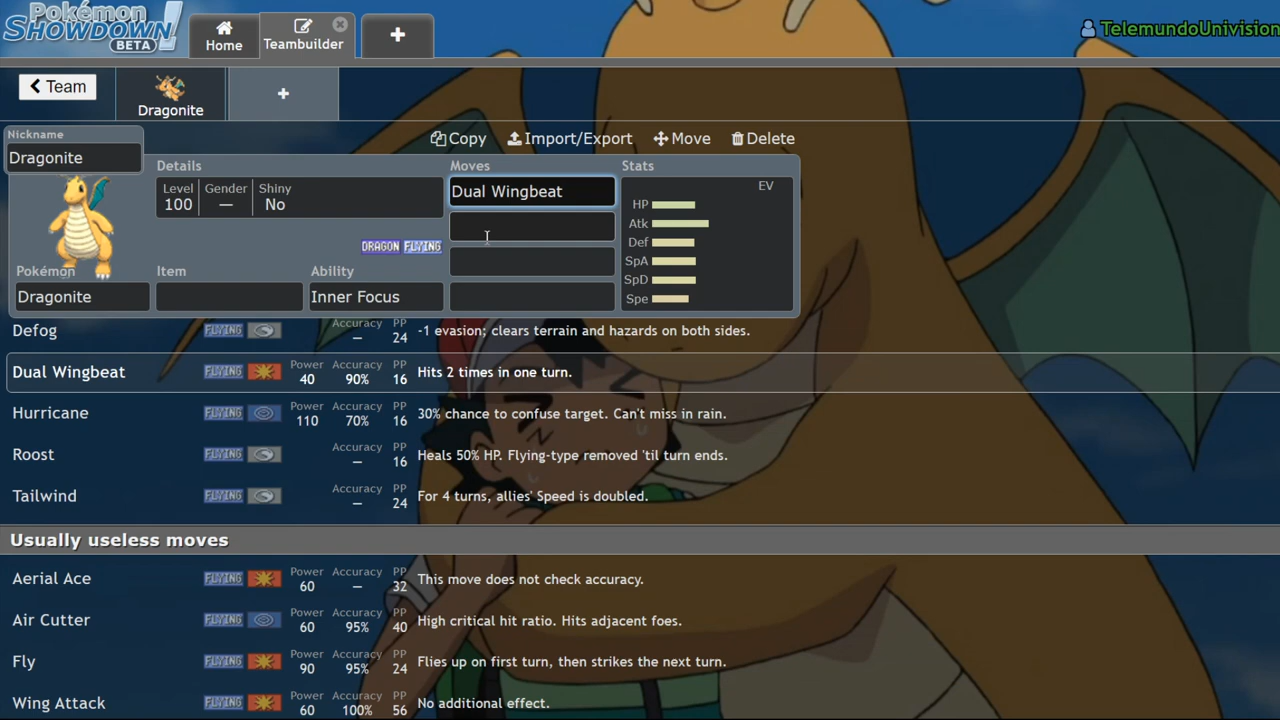 Pokémon
SHOWDOWN!
BETA
Home
Teambuilder
+
TelemundoUnivision
Team
Dragonite
+
Nickname
Dragonite
Copy
Import/Export
Move
Delete
Details
Moves
Stats
Level
Gender
Shiny
100
—
No
Dual Wingbeat
EV
HP
Atk
Def
SpA
SpD
Spe
DRAGON FLYING
Pokémon
Item
Ability
Dragonite
Inner Focus
Defog FLYING Accuracy — PP 24 -1 evasion; clears terrain and hazards on both sides.
Dual Wingbeat FLYING Power 40 Accuracy 90% PP 16 Hits 2 times in one turn.
Hurricane FLYING Power 110 Accuracy 70% PP 16 30% chance to confuse target. Can't miss in rain.
Roost FLYING Accuracy — PP 16 Heals 50% HP. Flying-type removed 'til turn ends.
Tailwind FLYING Accuracy — PP 24 For 4 turns, allies' Speed is doubled.
Usually useless moves
Aerial Ace FLYING Power 60 Accuracy — PP 32 This move does not check accuracy.
Air Cutter FLYING Power 60 Accuracy 95% PP 40 High critical hit ratio. Hits adjacent foes.
Fly FLYING Power 90 Accuracy 95% PP 24 Flies up on first turn, then strikes the next turn.
Wing Attack FLYING Power 60 Accuracy 100% PP 56 No additional effect.